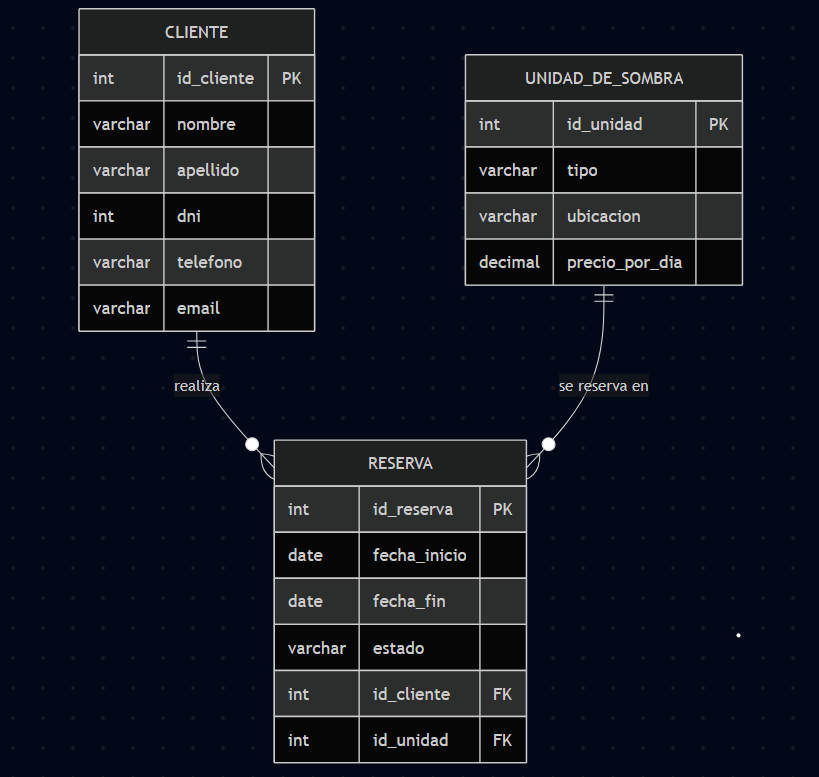 CLIENTE
int id_cliente PK
varchar nombre
varchar apellido
int dni
varchar telefono
varchar email
UNIDAD_DE_SOMBRA
int id_unidad PK
varchar tipo
varchar ubicacion
decimal precio_por_dia
realiza
se reserva en
RESERVA
int id_reserva PK
date fecha_inicio
date fecha_fin
varchar estado
int id_cliente FK
int id_unidad FK